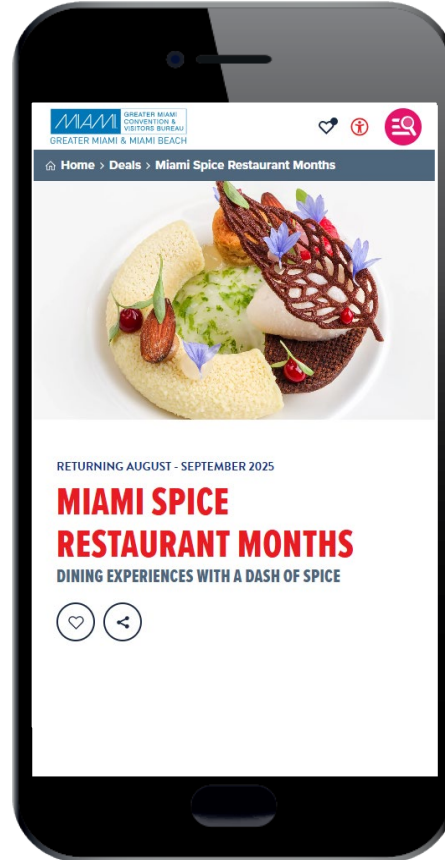 MIAMI
GREATER MIAMI
CONVENTION &
VISITORS BUREAU
GREATER MIAMI & MIAMI BEACH
Home > Deals > Miami Spice Restaurant Months
RETURNING AUGUST - SEPTEMBER 2025
MIAMI SPICE
RESTAURANT MONTHS
DINING EXPERIENCES WITH A DASH OF SPICE